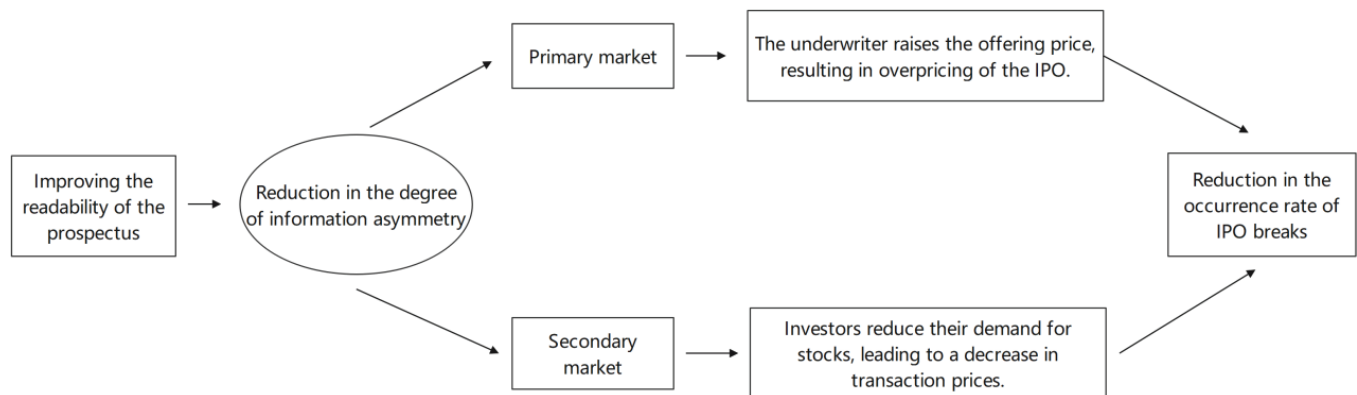 Improving the
readability of the
prospectus
Reduction in the degree
of information asymmetry
Primary market
The underwriter raises the offering price,
resulting in overpricing of the IPO.
Secondary
market
Investors reduce their demand for
stocks, leading to a decrease in
transaction prices.
Reduction in the
occurrence rate of
IPO breaks